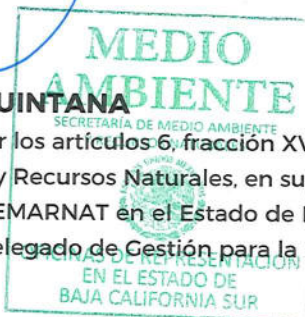 MEDIO
AMBIENTE
UINTANA
SECRETARÍA DE MEDIO AMBIENTE
r los artículos 6, fracción XV
y Recursos Naturales, en su
EMARNAT en el Estado de
elegado de Gestión para la
OFICINAS DE REPRESENTACIÓN
EN EL ESTADO DE
BAJA CALIFORNIA SUR